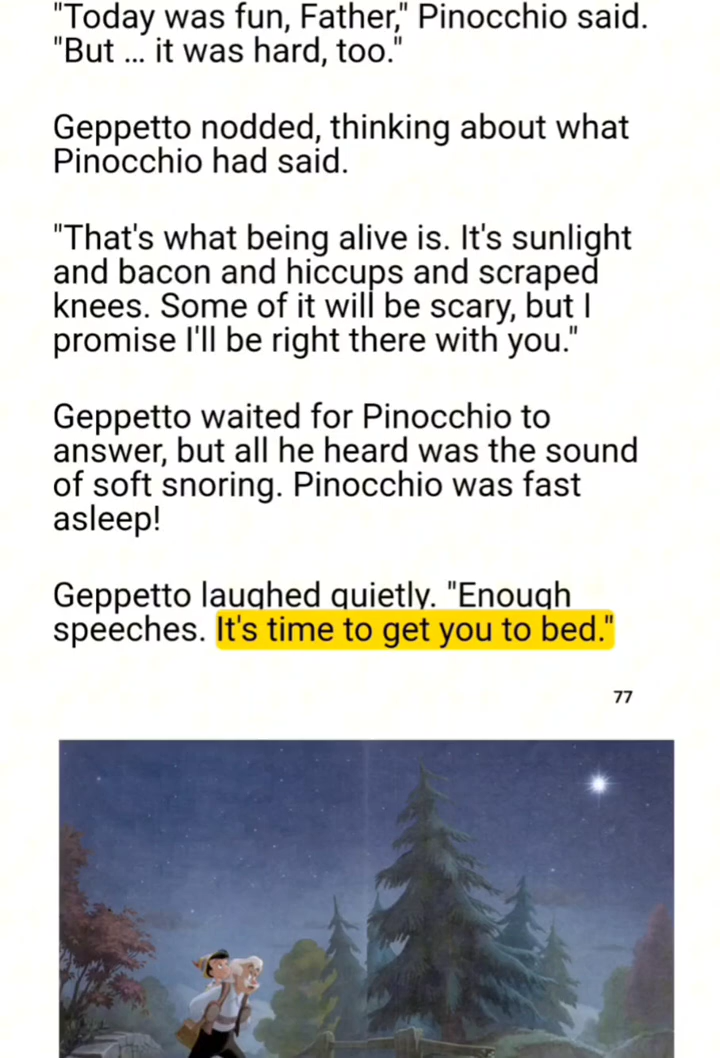 "Today was fun, Father," Pinocchio said.
"But ... it was hard, too."
Geppetto nodded, thinking about what
Pinocchio had said.
"That's what being alive is. It's sunlight
and bacon and hiccups and scraped
knees. Some of it will be scary, but I
promise I'll be right there with you."
Geppetto waited for Pinocchio to
answer, but all he heard was the sound
of soft snoring. Pinocchio was fast
asleep!
Geppetto laughed quietly. "Enough
speeches. It's time to get you to bed."
77